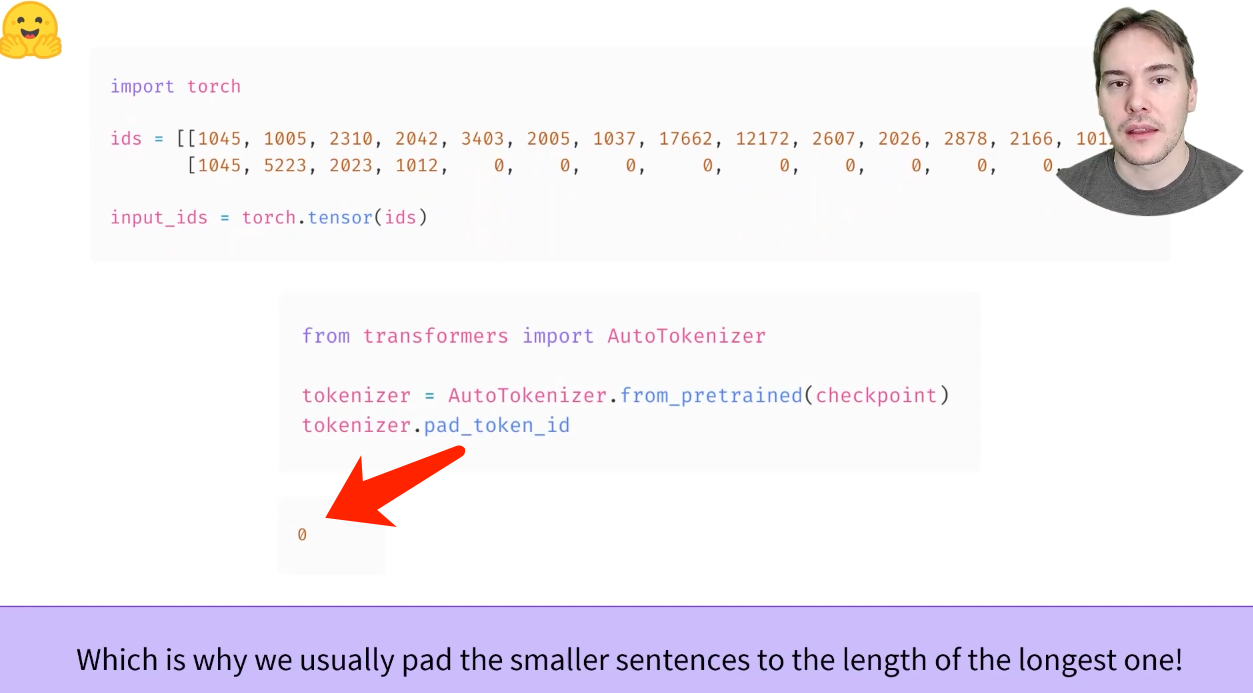 import torch
ids = [[1045, 1005, 2310, 2042, 3403, 2005, 1037, 17662, 12172, 2607, 2026, 2878, 2166, 101
[1045, 5223, 2023, 1012, 0, 0, 0, 0, 0, 0, 0, 0, 0,
input_ids = torch.tensor(ids)
from transformers import AutoTokenizer
tokenizer = AutoTokenizer.from_pretrained(checkpoint)
tokenizer.pad_token_id
0
Which is why we usually pad the smaller sentences to the length of the longest one!